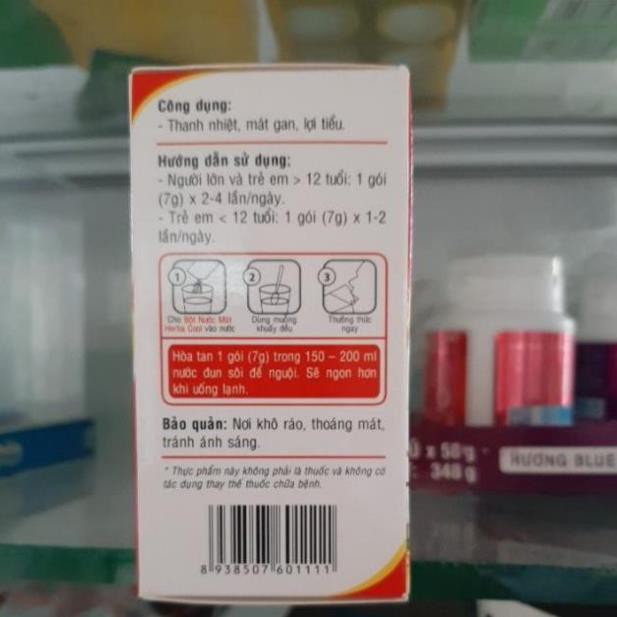 Công dụng:
- Thanh nhiệt, mát gan, lợi tiểu.
Hướng dẫn sử dụng:
- Người lớn và trẻ em > 12 tuổi: 1 gói
(7g) x 2-4 lần/ngày.
- Trẻ em < 12 tuổi: 1 gói (7g) x 1-2
lần/ngày.
1
2
3
Cho Bột Nước Mát
Herba Cool vào nước
Dùng muỗng
khuấy đều
Thưởng thức
ngay
Hòa tan 1 gói (7g) trong 150 – 200 ml
nước đun sôi để nguội. Sẽ ngon hơn
khi uống lạnh.
Bảo quản: Nơi khô ráo, thoáng mát,
tránh ánh sáng.
* Thực phẩm này không phải là thuốc và không có
tác dụng thay thế thuốc chữa bệnh.
8 938507 601111
x 58g
348 g
HƯƠNG BLUE